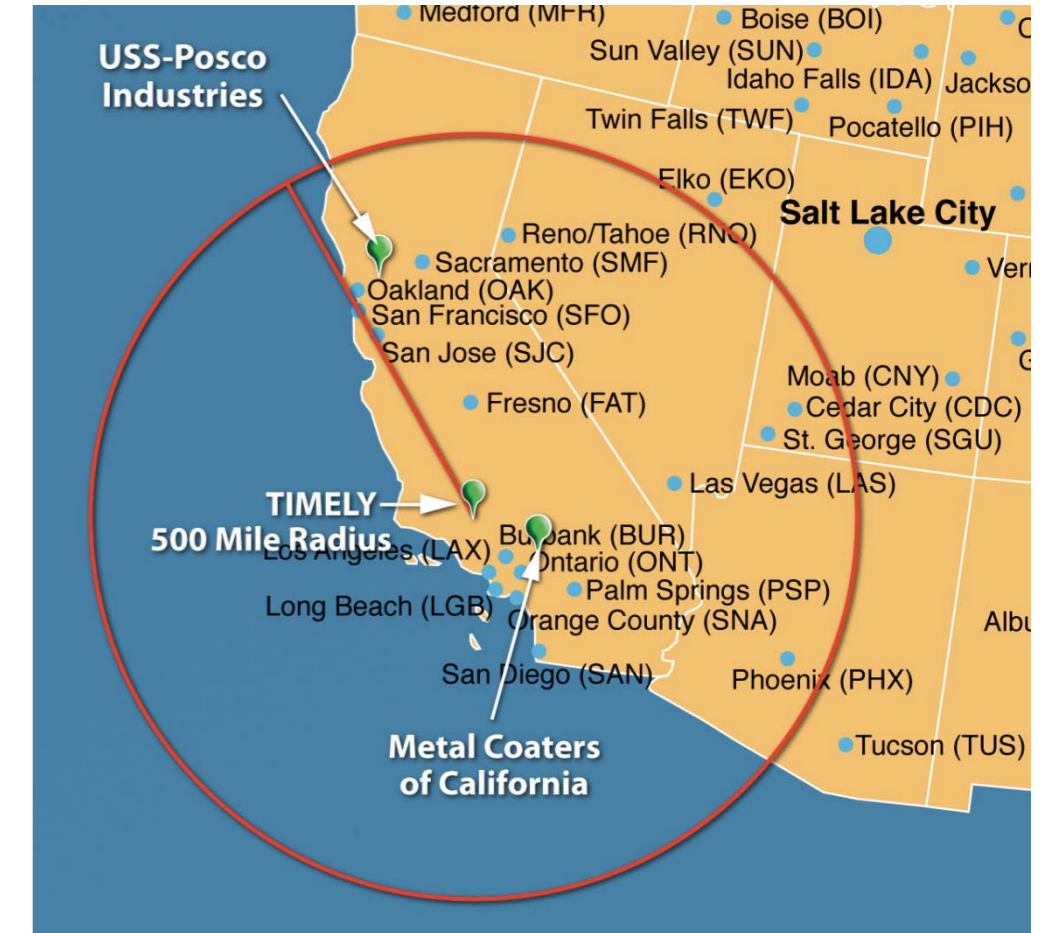 Medford (MFR)
Boise (BOI)
C
USS-Posco
Industries
Sun Valley (SUN)
Idaho Falls (IDA)
Jackso
Twin Falls (TWF)
Pocatello (PIH)
Elko (EKO)
Salt Lake City
Reno/Tahoe (RNO)
Sacramento (SMF)
Vern
Oakland (OAK)
San Francisco (SFO)
San Jose (SJC)
G
Moab (CNY)
Fresno (FAT)
Cedar City (CDC)
St. George (SGU)
Las Vegas (LAS)
TIMELY
500 Mile Radius
Burbank (BUR)
Los Angeles (LAX)
Ontario (ONT)
Palm Springs (PSP)
Long Beach (LGB)
Orange County (SNA)
Albu
San Diego (SAN)
Phoenix (PHX)
Metal Coaters
of California
Tucson (TUS)